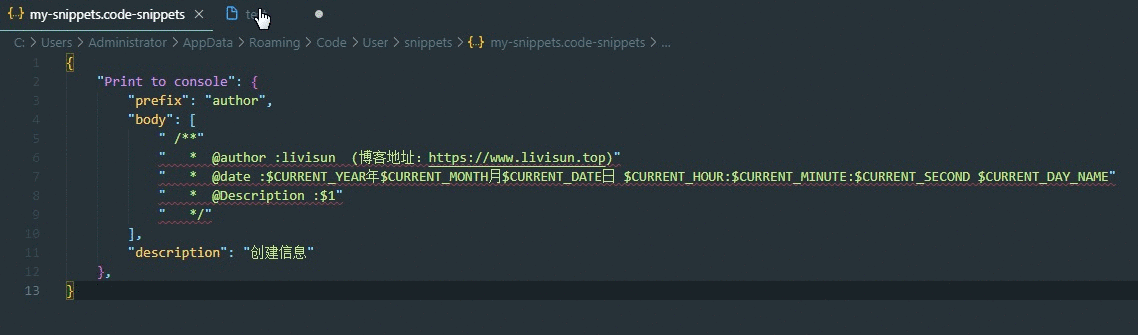 my-snippets.code-snippets
C: > Users > Administrator > AppData > Roaming > Code > User > snippets > {..} my-snippets.code-snippets > ...
1 {
2 "Print to console": {
3 "prefix": "author",
4 "body": [
5 " /**"
6 "   *  @author :livisun  (博客地址：https://www.livisun.top)"
7 "   *  @date :$CURRENT_YEAR年$CURRENT_MONTH月$CURRENT_DATE日 $CURRENT_HOUR:$CURRENT_MINUTE:$CURRENT_SECOND $CURRENT_DAY_NAME"
8 "   *  @Description :$1"
9 "   */"
10 ],
11 "description": "创建信息"
12 },
13 }